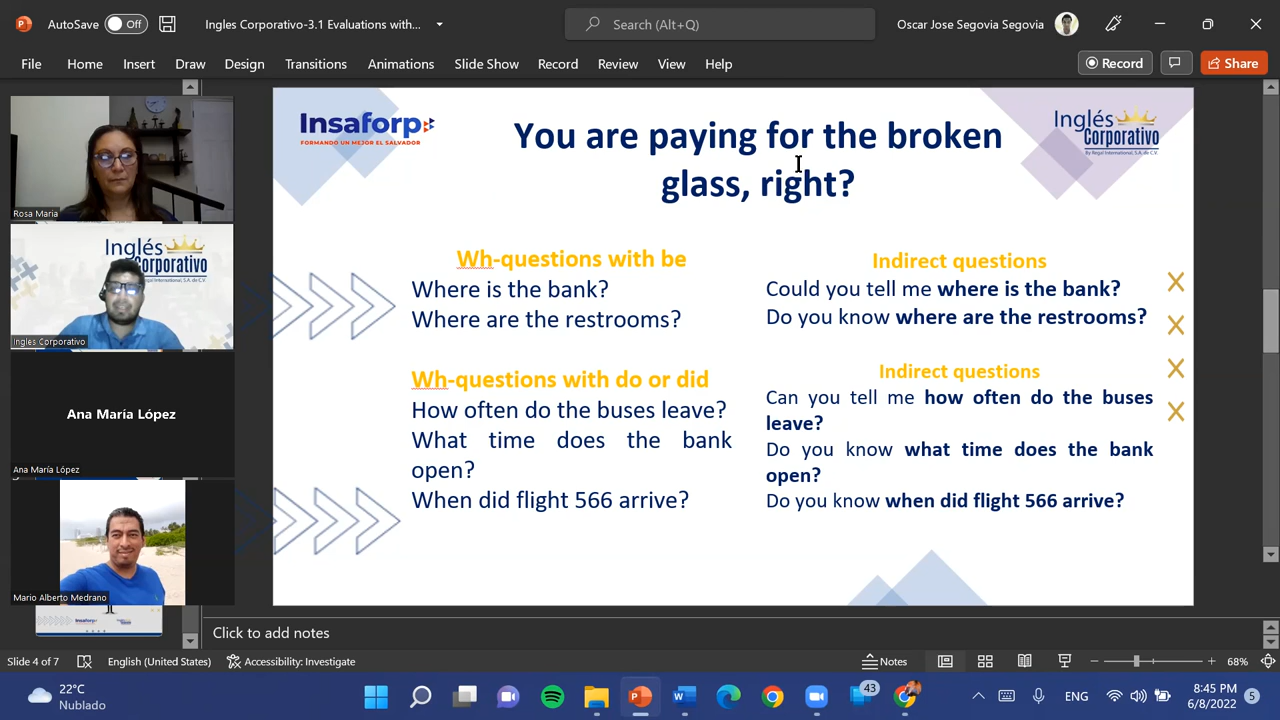 AutoSave
Off
Ingles Corporativo-3.1 Evaluations with...
Search (Alt+Q)
Oscar Jose Segovia Segovia
File Home Insert Draw Design Transitions Animations Slide Show Record Review View Help
Record
Share
Rosa Maria
Inglés
Corporativo
Ingles Corporativo
Ana María López
Ana María López
Mario Alberto Medrano
Insaforp
FORMANDO UN MEJOR EL SALVADOR
Inglés
Corporativo
By Regal International, S.A. de C.V.
You are paying for the broken
glass, right?
Wh-questions with be
Where is the bank?
Where are the restrooms?
Wh-questions with do or did
How often do the buses leave?
What time does the bank
open?
When did flight 566 arrive?
Indirect questions
Could you tell me where is the bank?
Do you know where are the restrooms?
Indirect questions
Can you tell me how often do the buses
leave?
Do you know what time does the bank
open?
Do you know when did flight 566 arrive?
Click to add notes
Slide 4 of 7
English (United States)
Accessibility: Investigate
Notes
68%
22°C
Nublado
43
ENG
8:45 PM
6/8/2022
5